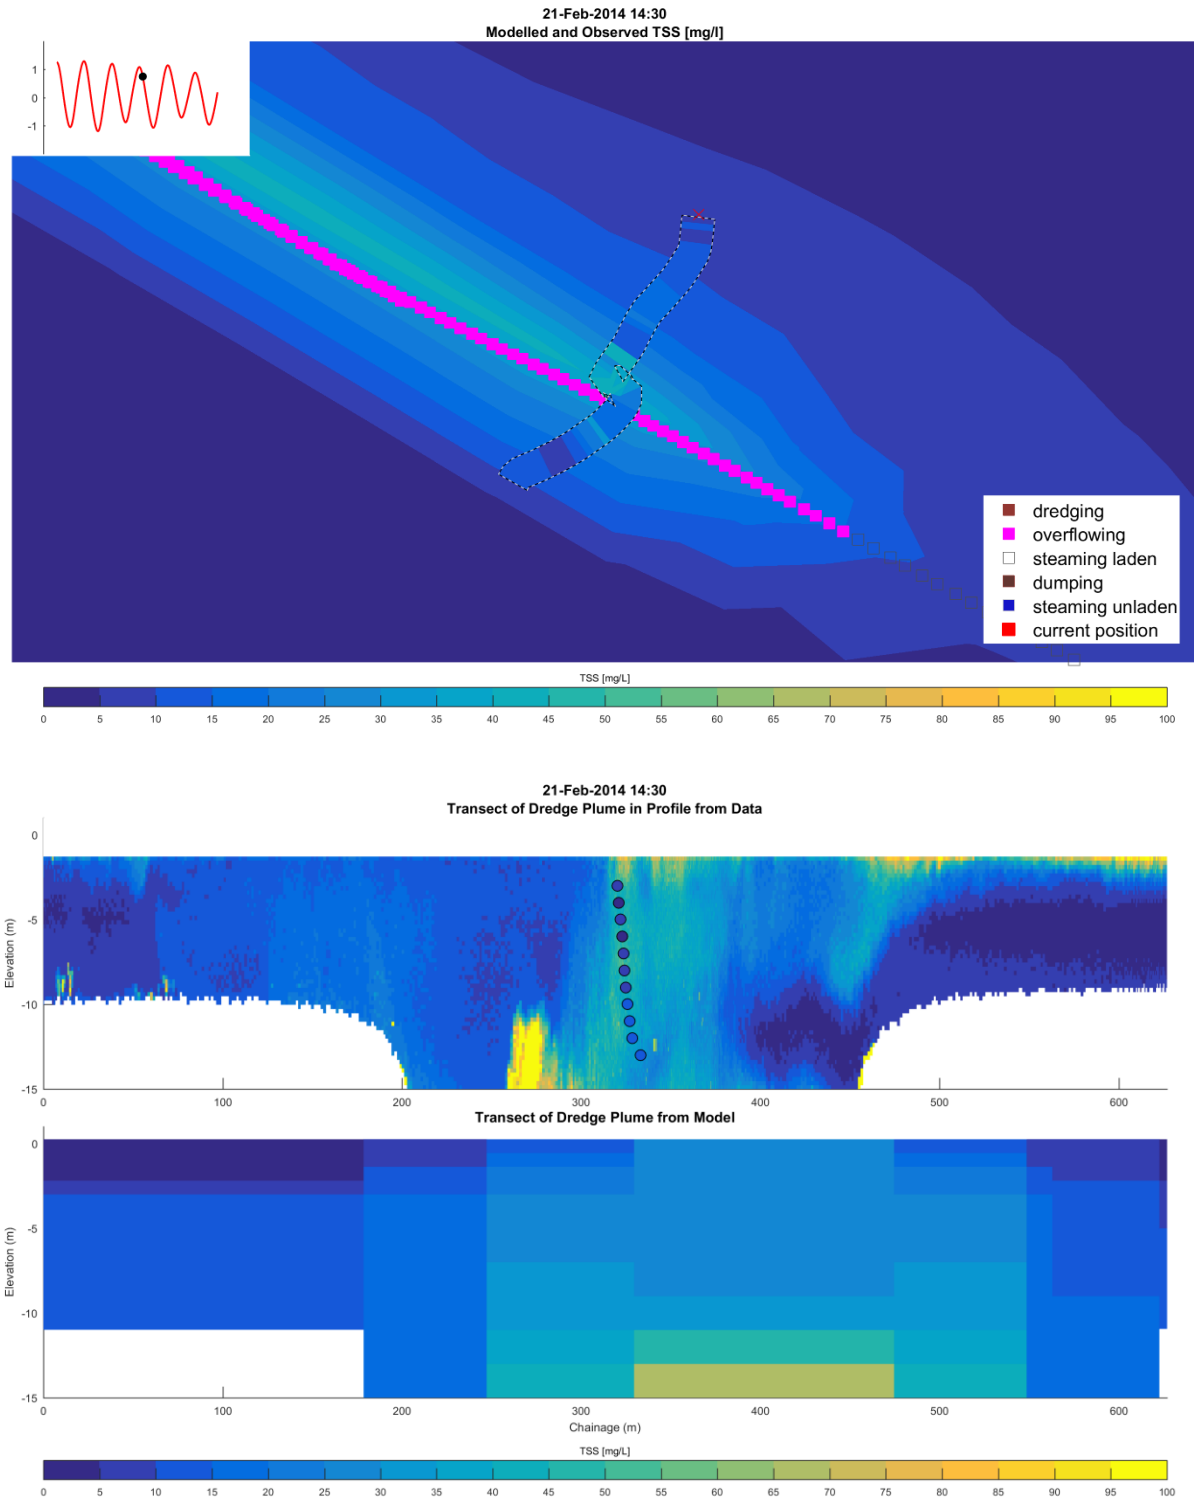 21-Feb-2014 14:30
Modelled and Observed TSS [mg/l]
1
0
-1
dredging
overflowing
steaming laden
dumping
steaming unladen
current position
TSS [mg/L]
0 5 10 15 20 25 30 35 40 45 50 55 60 65 70 75 80 85 90 95 100
21-Feb-2014 14:30
Transect of Dredge Plume in Profile from Data
0
-5
-10
-15
Elevation (m)
0 100 200 300 400 500 600
Transect of Dredge Plume from Model
0
-5
-10
-15
Elevation (m)
0 100 200 300 400 500 600
Chainage (m)
TSS [mg/L]
0 5 10 15 20 25 30 35 40 45 50 55 60 65 70 75 80 85 90 95 100